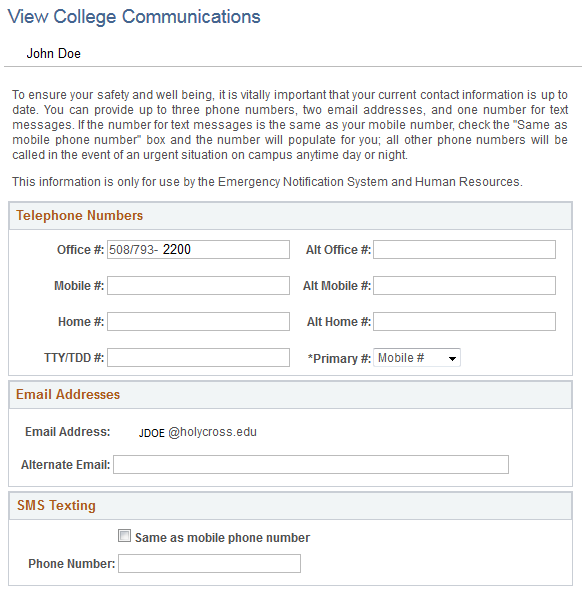 View College Communications
John Doe
To ensure your safety and well being, it is vitally important that your current contact information is up to
date. You can provide up to three phone numbers, two email addresses, and one number for text
messages. If the number for text messages is the same as your mobile number, check the "Same as
mobile phone number" box and the number will populate for you; all other phone numbers will be
called in the event of an urgent situation on campus anytime day or night.
This information is only for use by the Emergency Notification System and Human Resources.
Telephone Numbers
Office #: 508/793- 2200 Alt Office #:
Mobile #: Alt Mobile #:
Home #: Alt Home #:
TTY/TDD #: *Primary #: Mobile #
Email Addresses
Email Address: JDOE @holycross.edu
Alternate Email:
SMS Texting
Same as mobile phone number
Phone Number: